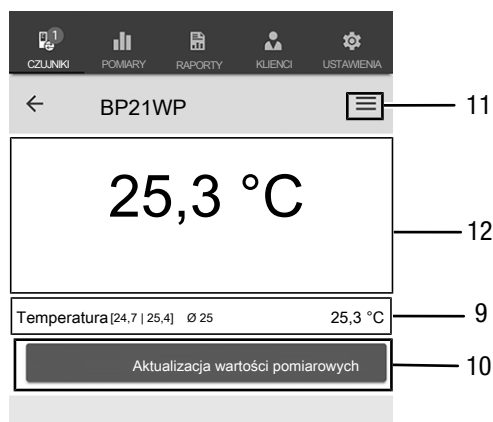 1
CZUJNIKI POMIARY RAPORTY KLIENCI USTAWIENIA
BP21WP
11
25,3 °C
12
Temperatura [24,7 | 25,4] Ø 25 25,3 °C
9
Aktualizacja wartości pomiarowych
10